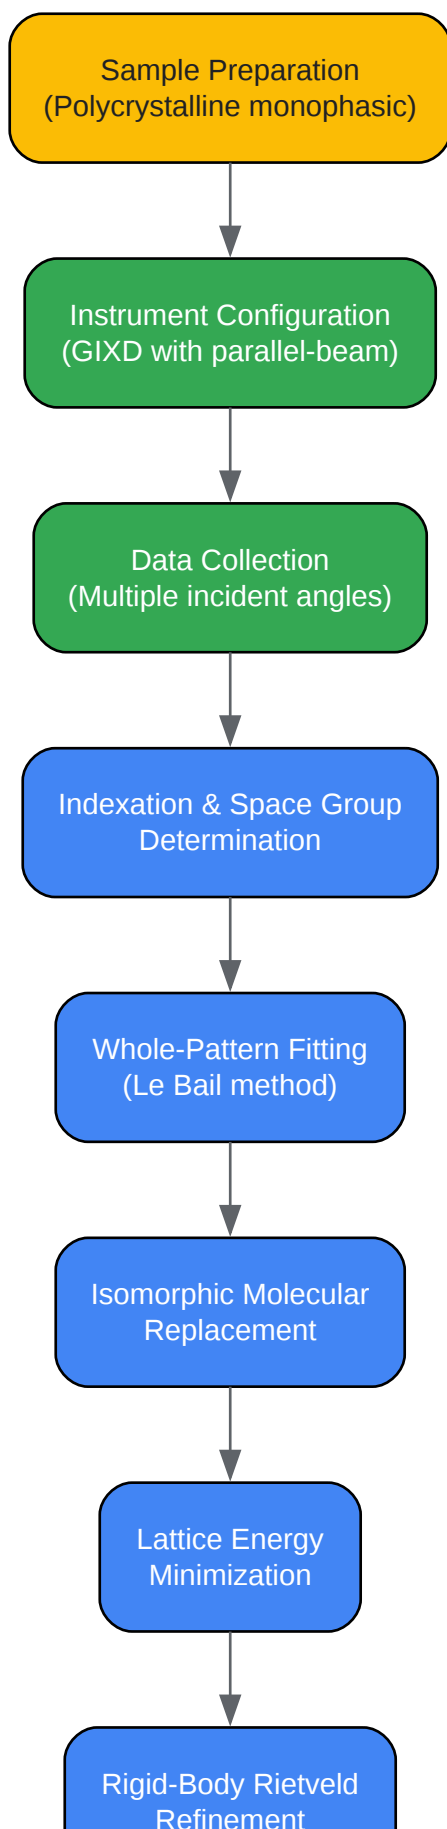 Sample Preparation
(Polycrystalline monophasic)
Instrument Configuration
(GIXD with parallel-beam)
Data Collection
(Multiple incident angles)
Indexation & Space Group
Determination
Whole-Pattern Fitting
(Le Bail method)
Isomorphic Molecular
Replacement
Lattice Energy
Minimization
Rigid-Body Rietveld
Refinement